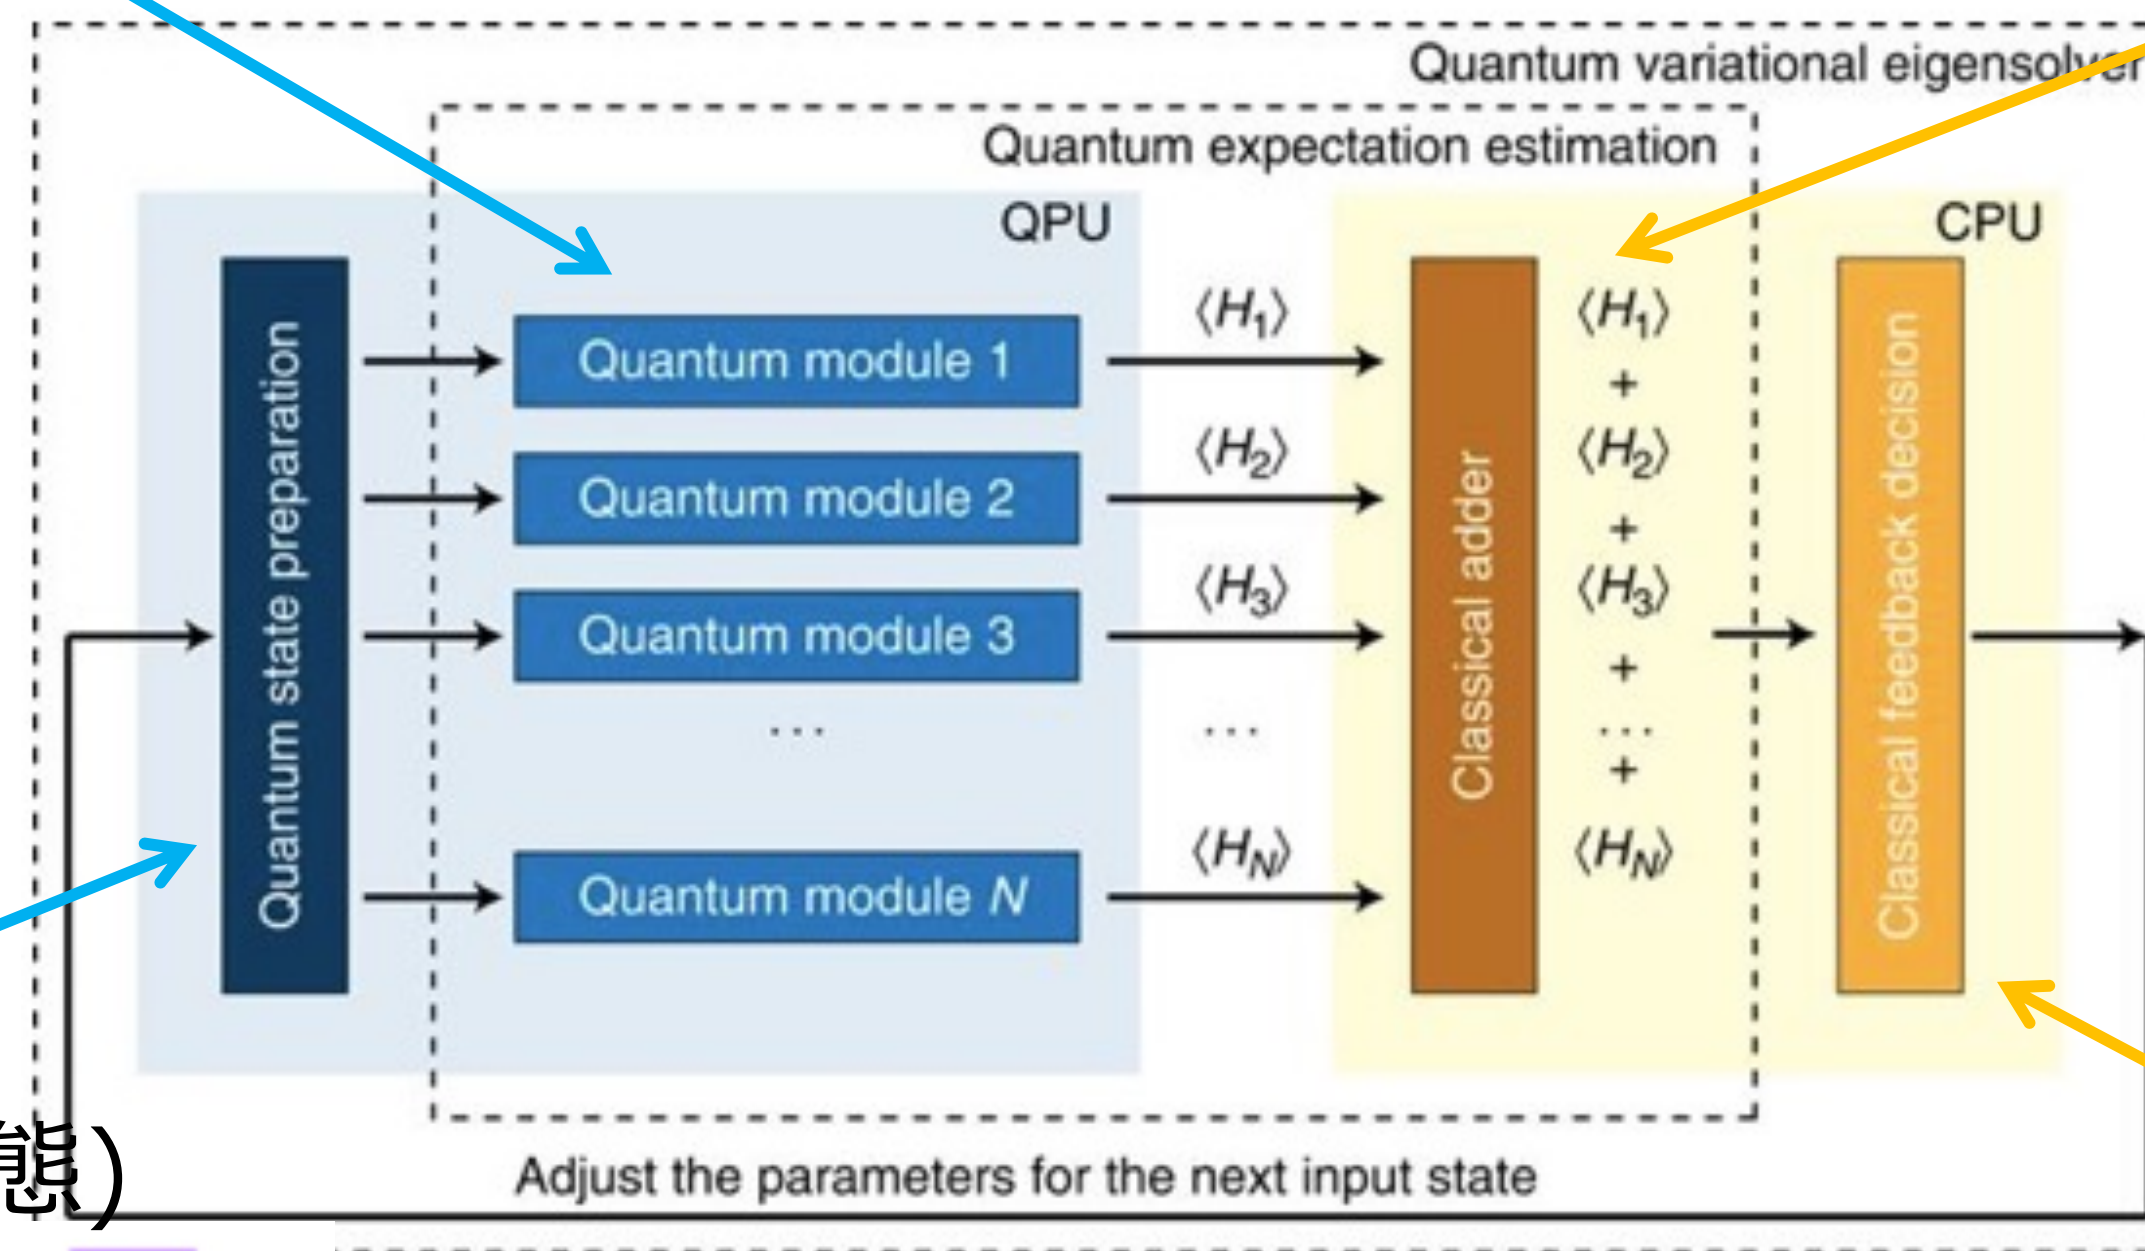 Quantum variational eigensolver
Quantum expectation estimation
QPU
CPU
Quantum state preparation
Quantum module 1
Quantum module 2
Quantum module 3
...
Quantum module N
⟨H₁⟩
⟨H₂⟩
⟨H₃⟩
...
⟨H_N⟩
Classical adder
⟨H₁⟩
+
⟨H₂⟩
+
⟨H₃⟩
+
...
+
⟨H_N⟩
Classical feedback decision
Adjust the parameters for the next input state
態)